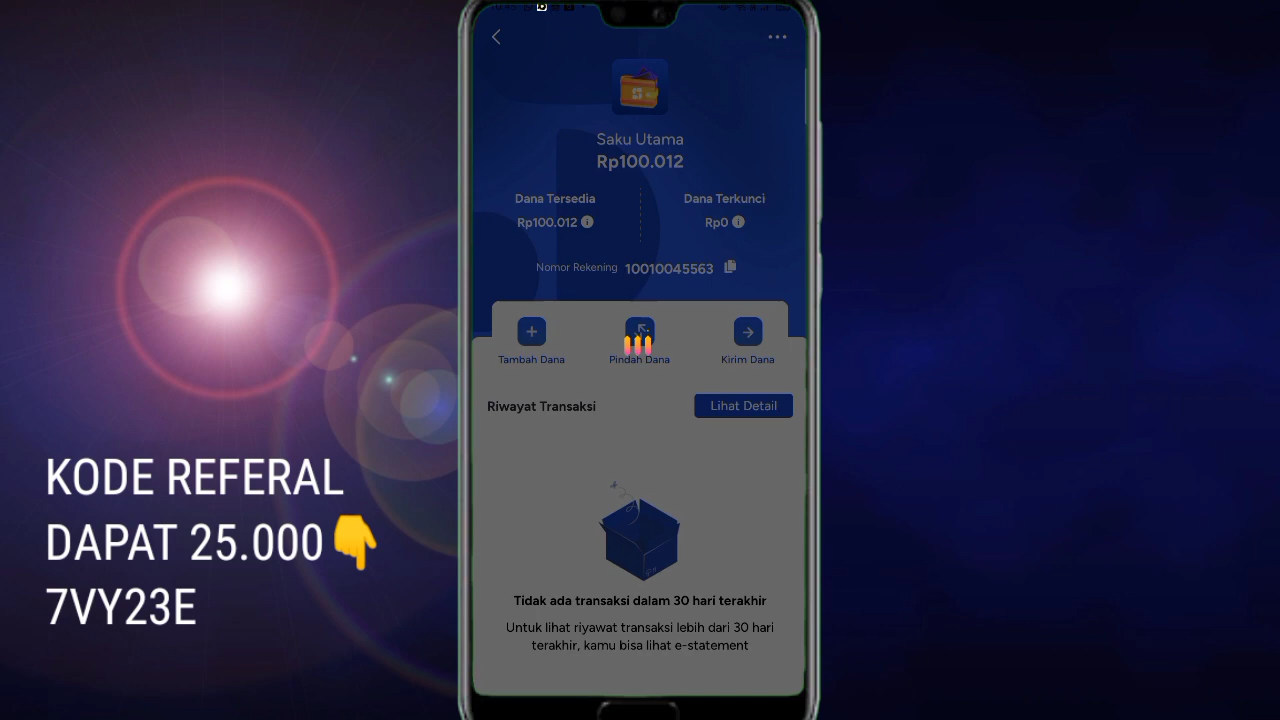 Saku Utama
Rp100.012
Dana Tersedia
Dana Terkunci
Rp100.012
Rp0
Nomor Rekening 10010045563
Tambah Dana
Pindah Dana
Kirim Dana
Riwayat Transaksi
Lihat Detail
Tidak ada transaksi dalam 30 hari terakhir
Untuk lihat riyawat transaksi lebih dari 30 hari
terakhir, kamu bisa lihat e-statement
KODE REFERAL
DAPAT 25.000👇
7VY23E